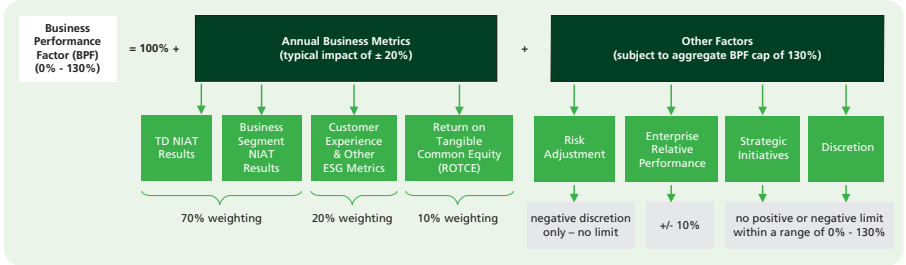 Business
Performance
Factor (BPF)
(0% - 130%)
= 100% +
Annual Business Metrics
(typical impact of ± 20%)
+
Other Factors
(subject to aggregate BPF cap of 130%)
TD NIAT
Results
Business
Segment
NIAT
Results
Customer
Experience
& Other
ESG Metrics
Return on
Tangible
Common Equity
(ROTCE)
Risk
Adjustment
Enterprise
Relative
Performance
Strategic
Initiatives
Discretion
70% weighting
20% weighting
10% weighting
negative discretion
only – no limit
+/- 10%
no positive or negative limit
within a range of 0% - 130%